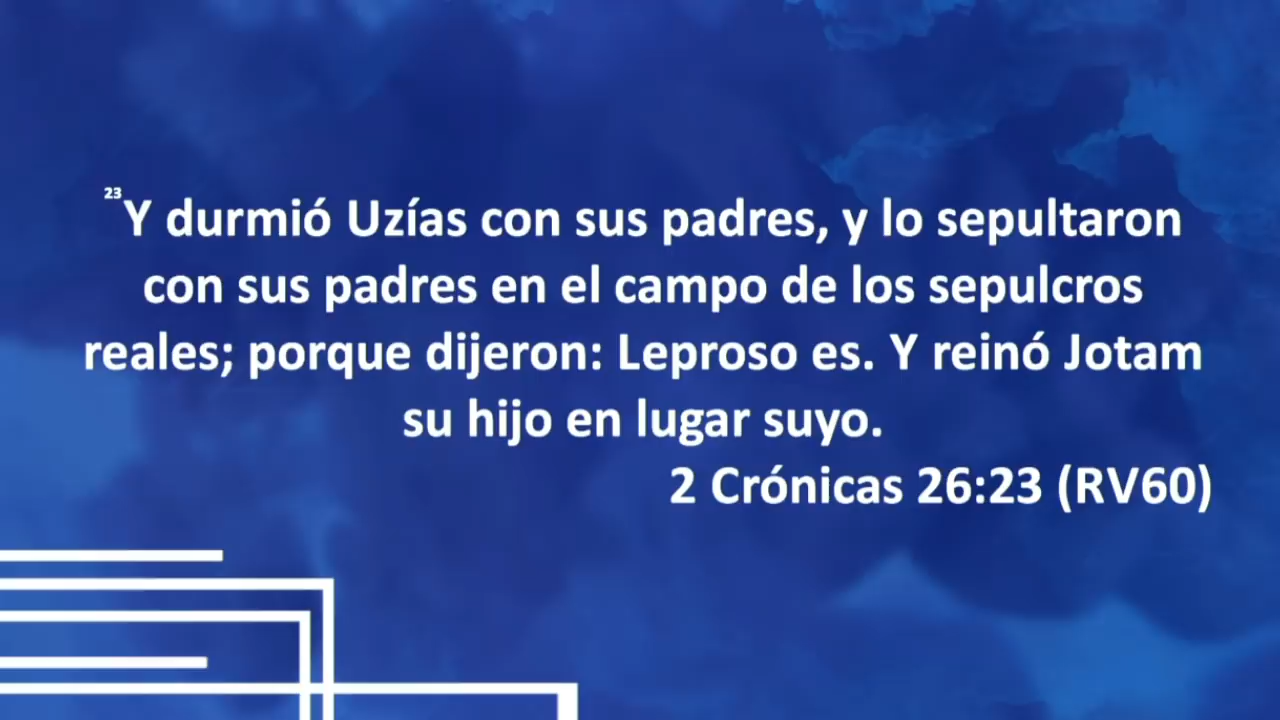 23 Y durmió Uzías con sus padres, y lo sepultaron
con sus padres en el campo de los sepulcros
reales; porque dijeron: Leproso es. Y reinó Jotam
su hijo en lugar suyo.
2 Crónicas 26:23 (RV60)